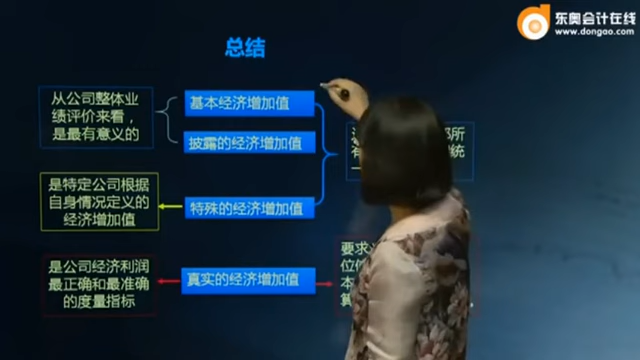 东奥会计在线
www.dongao.com
总结
从公司整体业
绩评价来看,
是最有意义的
基本经济增加值
披露的经济增加值
所
有 统
一
是特定公司根据
自身情况定义的
经济增加值
特殊的经济增加值
是公司经济利润
最正确和最准确
的度量指标
真实的经济增加值
要求
位
本
算